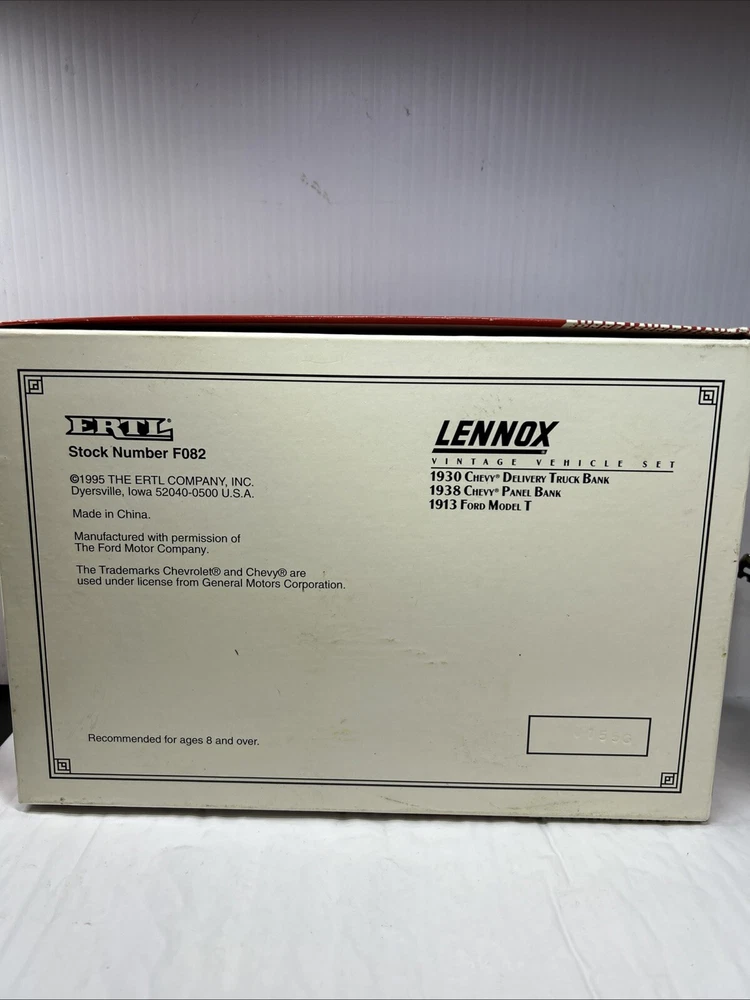 ERTL®
Stock Number F082
©1995 THE ERTL COMPANY, INC.
Dyersville, Iowa 52040-0500 U.S.A.
Made in China.
Manufactured with permission of
The Ford Motor Company.
The Trademarks Chevrolet® and Chevy® are
used under license from General Motors Corporation.
Recommended for ages 8 and over.
LENNOX®
VINTAGE VEHICLE SET
1930 CHEVY® DELIVERY TRUCK BANK
1938 CHEVY® PANEL BANK
1913 FORD MODEL T